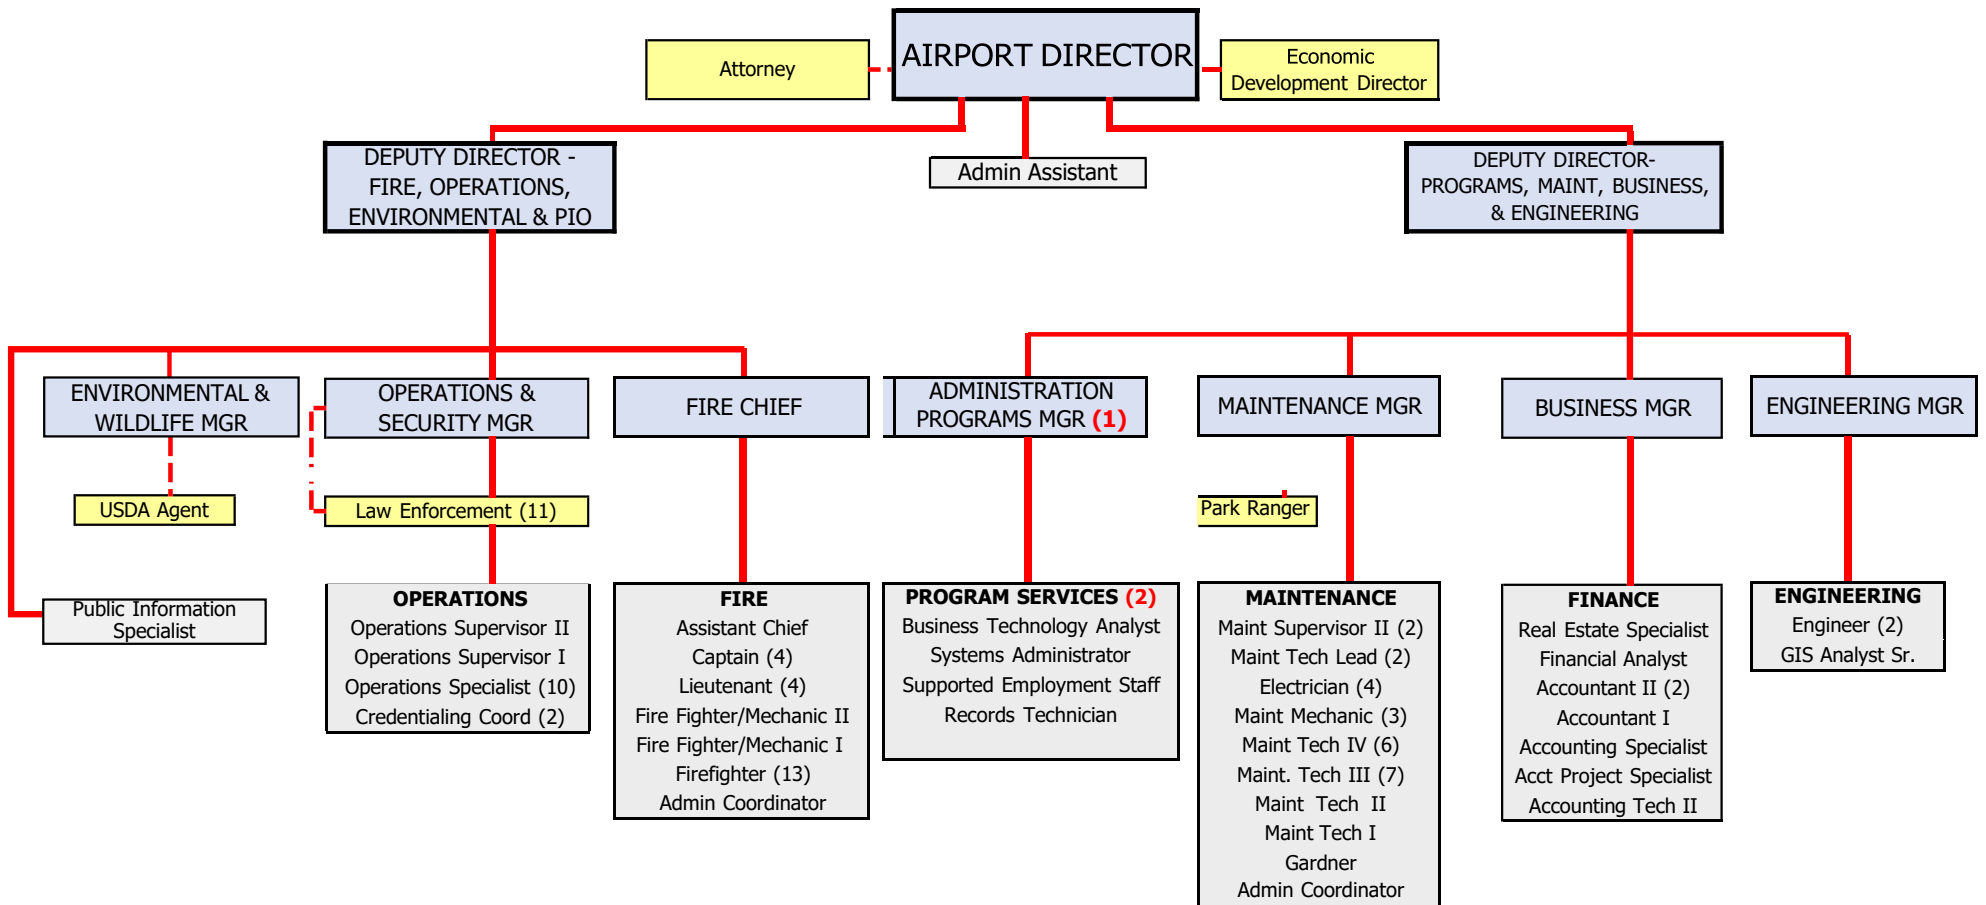 AIRPORT DIRECTOR
Attorney
Economic
Development Director
DEPUTY DIRECTOR -
FIRE, OPERATIONS,
ENVIRONMENTAL & PIO
Admin Assistant
DEPUTY DIRECTOR-
PROGRAMS, MAINT, BUSINESS,
& ENGINEERING
ENVIRONMENTAL &
WILDLIFE MGR
OPERATIONS &
SECURITY MGR
FIRE CHIEF
ADMINISTRATION
PROGRAMS MGR (1)
MAINTENANCE MGR
BUSINESS MGR
ENGINEERING MGR
USDA Agent
Law Enforcement (11)
Park Ranger
Public Information
Specialist
OPERATIONS
Operations Supervisor II
Operations Supervisor I
Operations Specialist (10)
Credentialing Coord (2)
FIRE
Assistant Chief
Captain (4)
Lieutenant (4)
Fire Fighter/Mechanic II
Fire Fighter/Mechanic I
Firefighter (13)
Admin Coordinator
PROGRAM SERVICES (2)
Business Technology Analyst
Systems Administrator
Supported Employment Staff
Records Technician
MAINTENANCE
Maint Supervisor II (2)
Maint Tech Lead (2)
Electrician (4)
Maint Mechanic (3)
Maint Tech IV (6)
Maint. Tech III (7)
Maint Tech II
Maint Tech I
Gardner
Admin Coordinator
FINANCE
Real Estate Specialist
Financial Analyst
Accountant II (2)
Accountant I
Accounting Specialist
Acct Project Specialist
Accounting Tech II
ENGINEERING
Engineer (2)
GIS Analyst Sr.